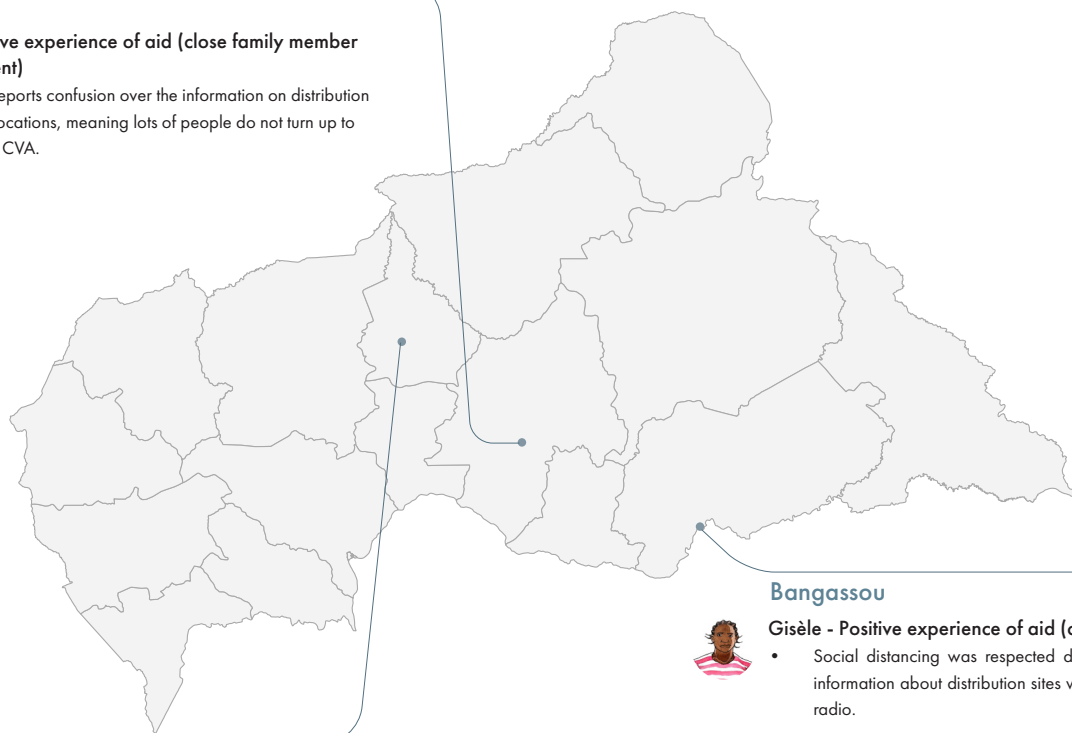 ve experience of aid (close family member
nt)
eports confusion over the information on distribution
ocations, meaning lots of people do not turn up to
CVA.
Bangassou
Gisèle - Positive experience of aid (
• Social distancing was respected d
information about distribution sites
radio.